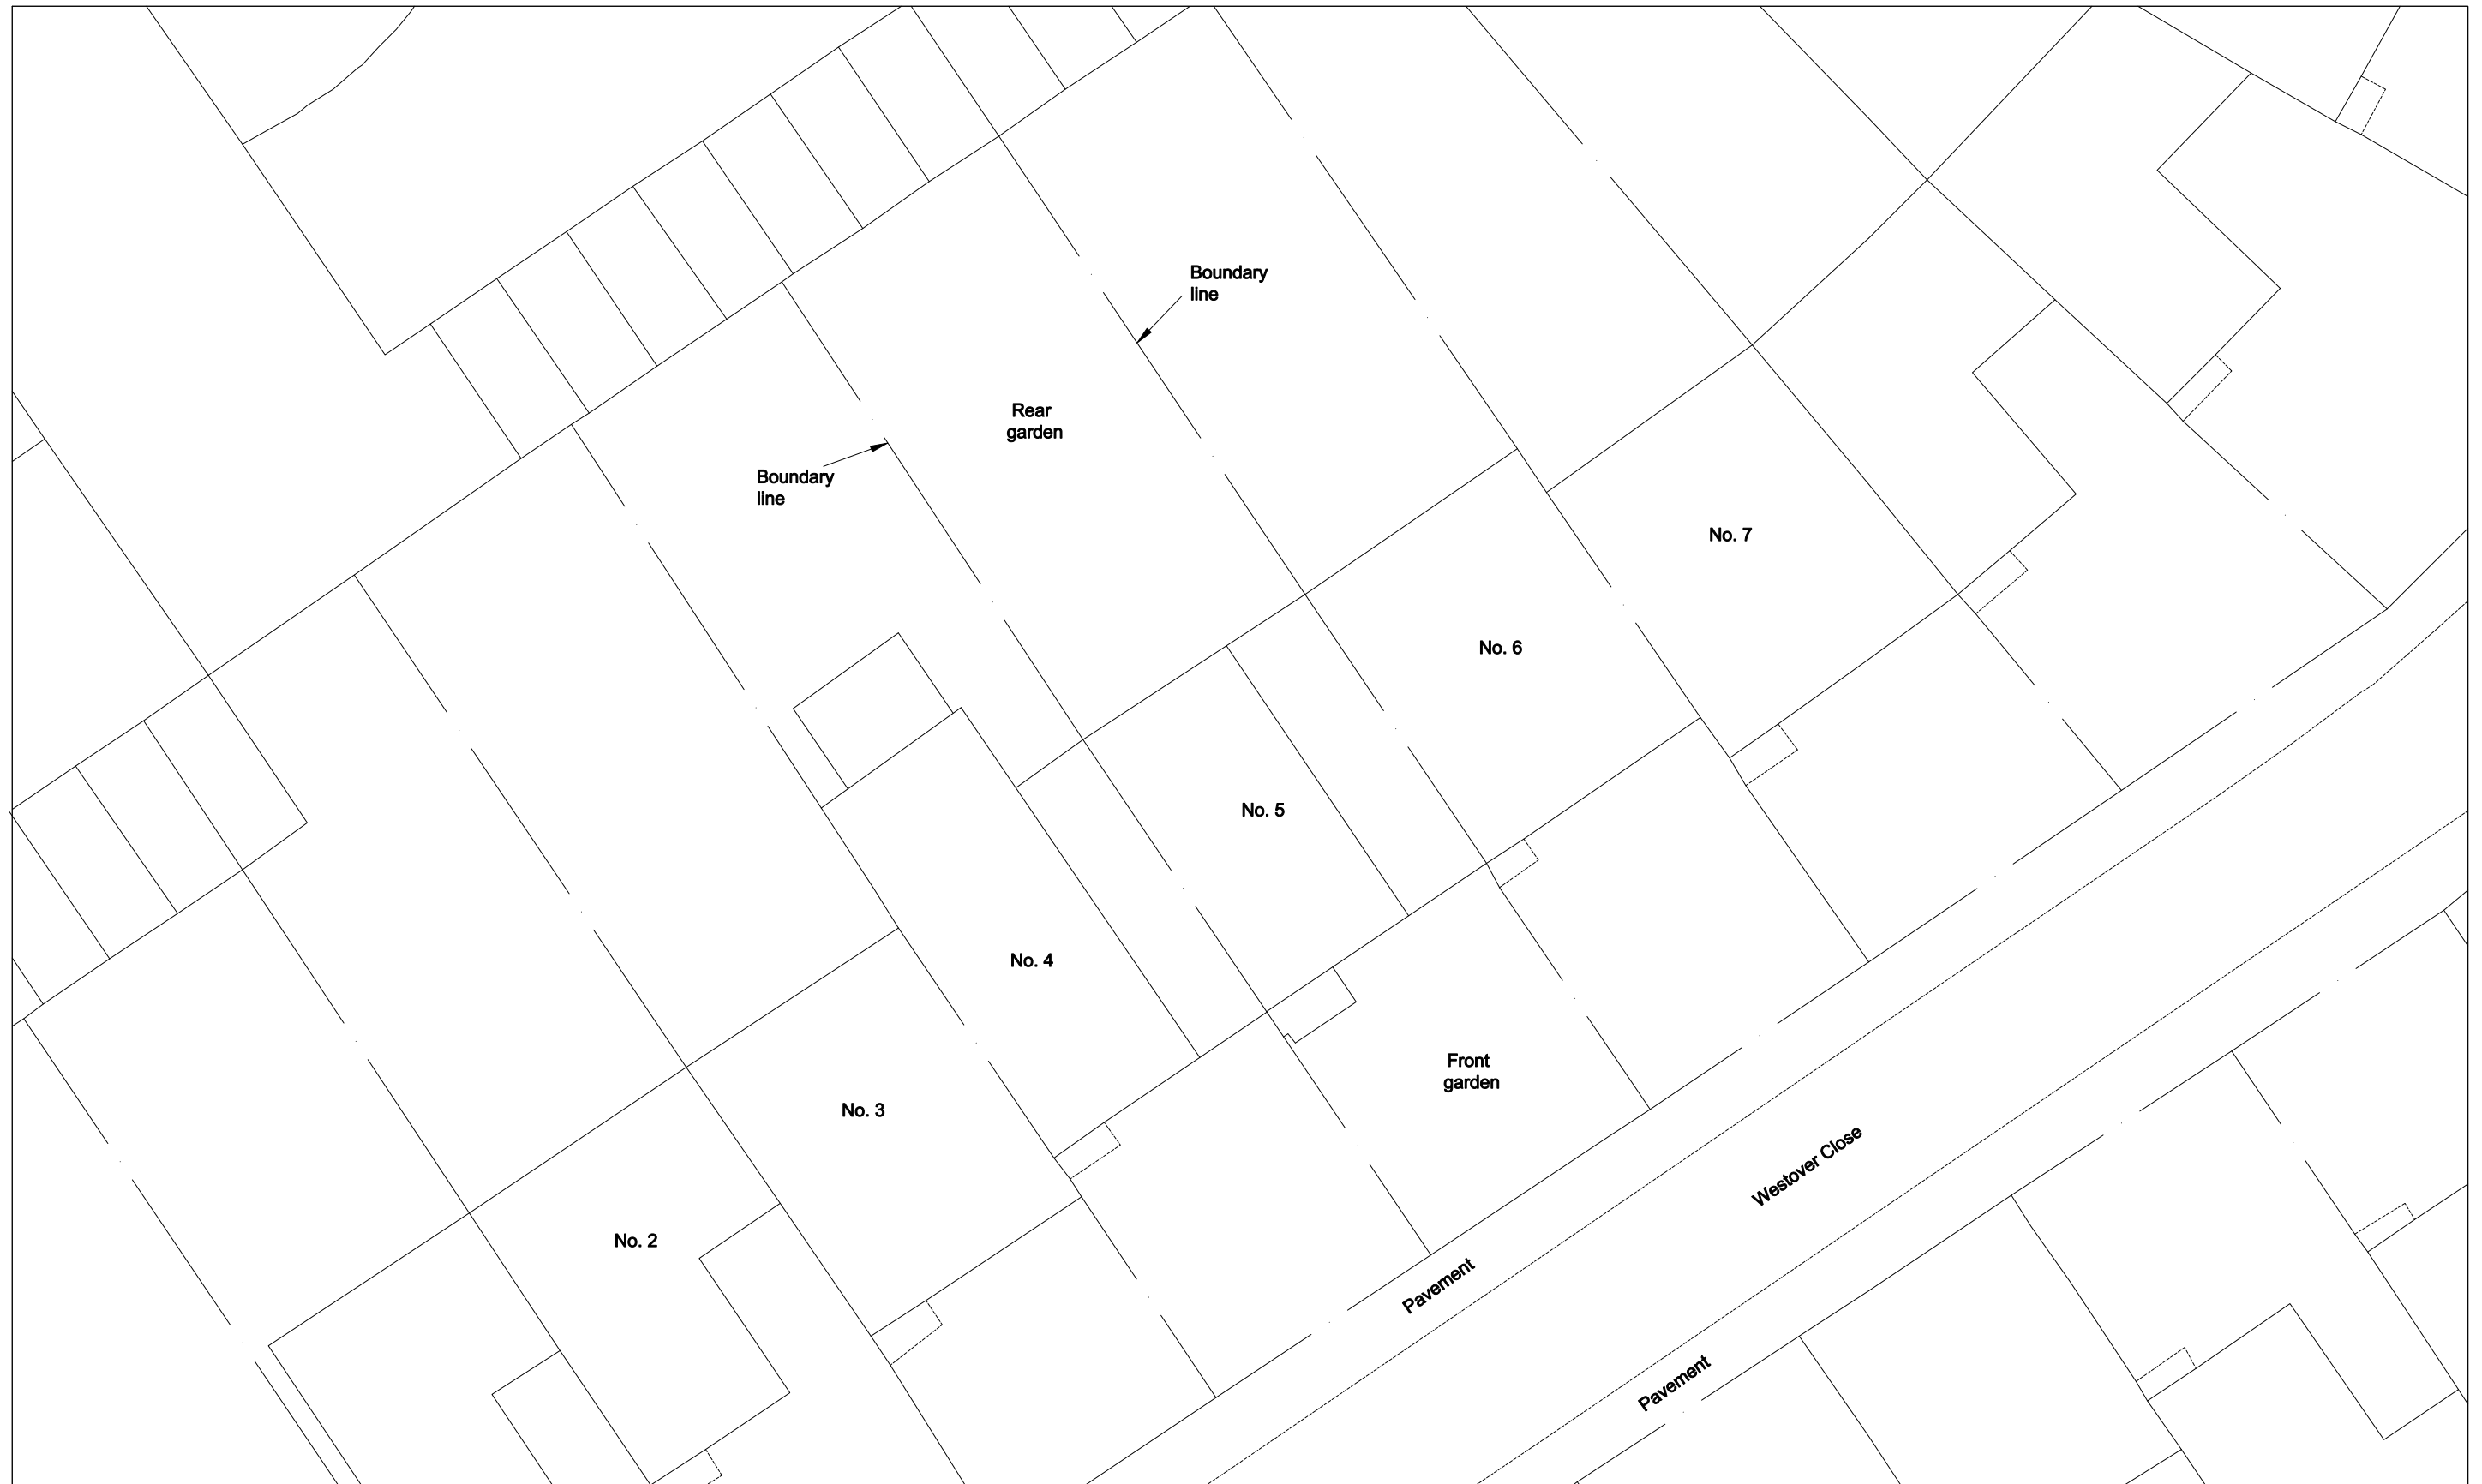 Boundary
line
Rear
garden
Boundary
line
No. 7
No. 6
No. 5
No. 4
Front
garden
No. 3
Westover Close
No. 2
Pavement
Pavement